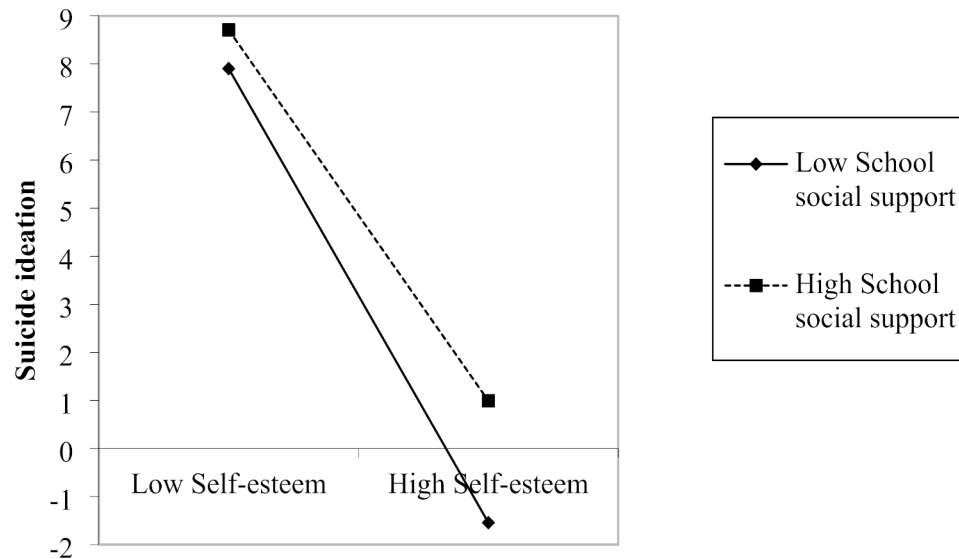 Suicide ideation
9
8
7
6
5
4
3
2
1
0
-1
-2
Low Self-esteem
High Self-esteem
Low School
social support
High School
social support